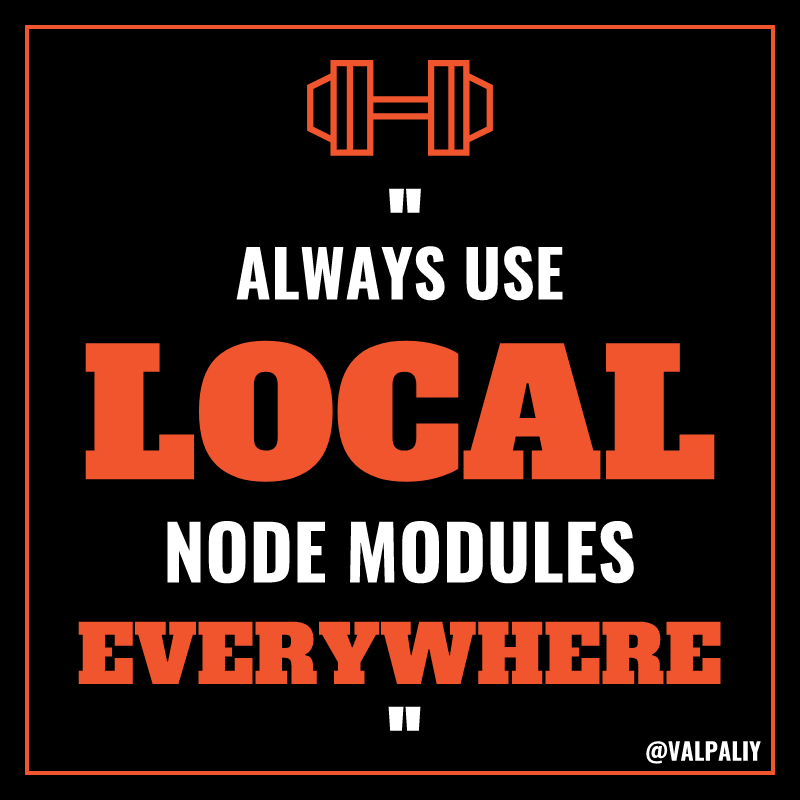 "
ALWAYS USE
LOCAL
NODE MODULES
EVERYWHERE
"
@VALPALIY